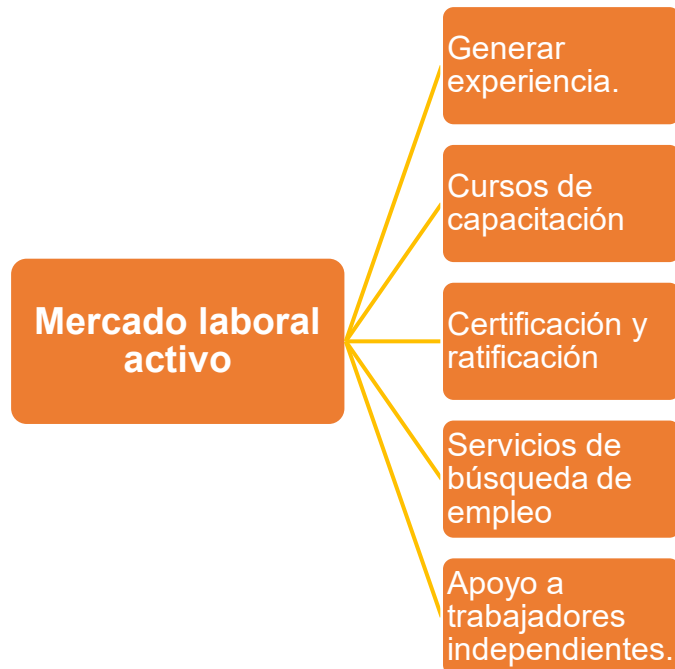 Generar
experiencia.
Cursos de
capacitación
Mercado laboral
activo
Certificación y
ratificación
Servicios de
búsqueda de
empleo
Apoyo a
trabajadores
independientes.